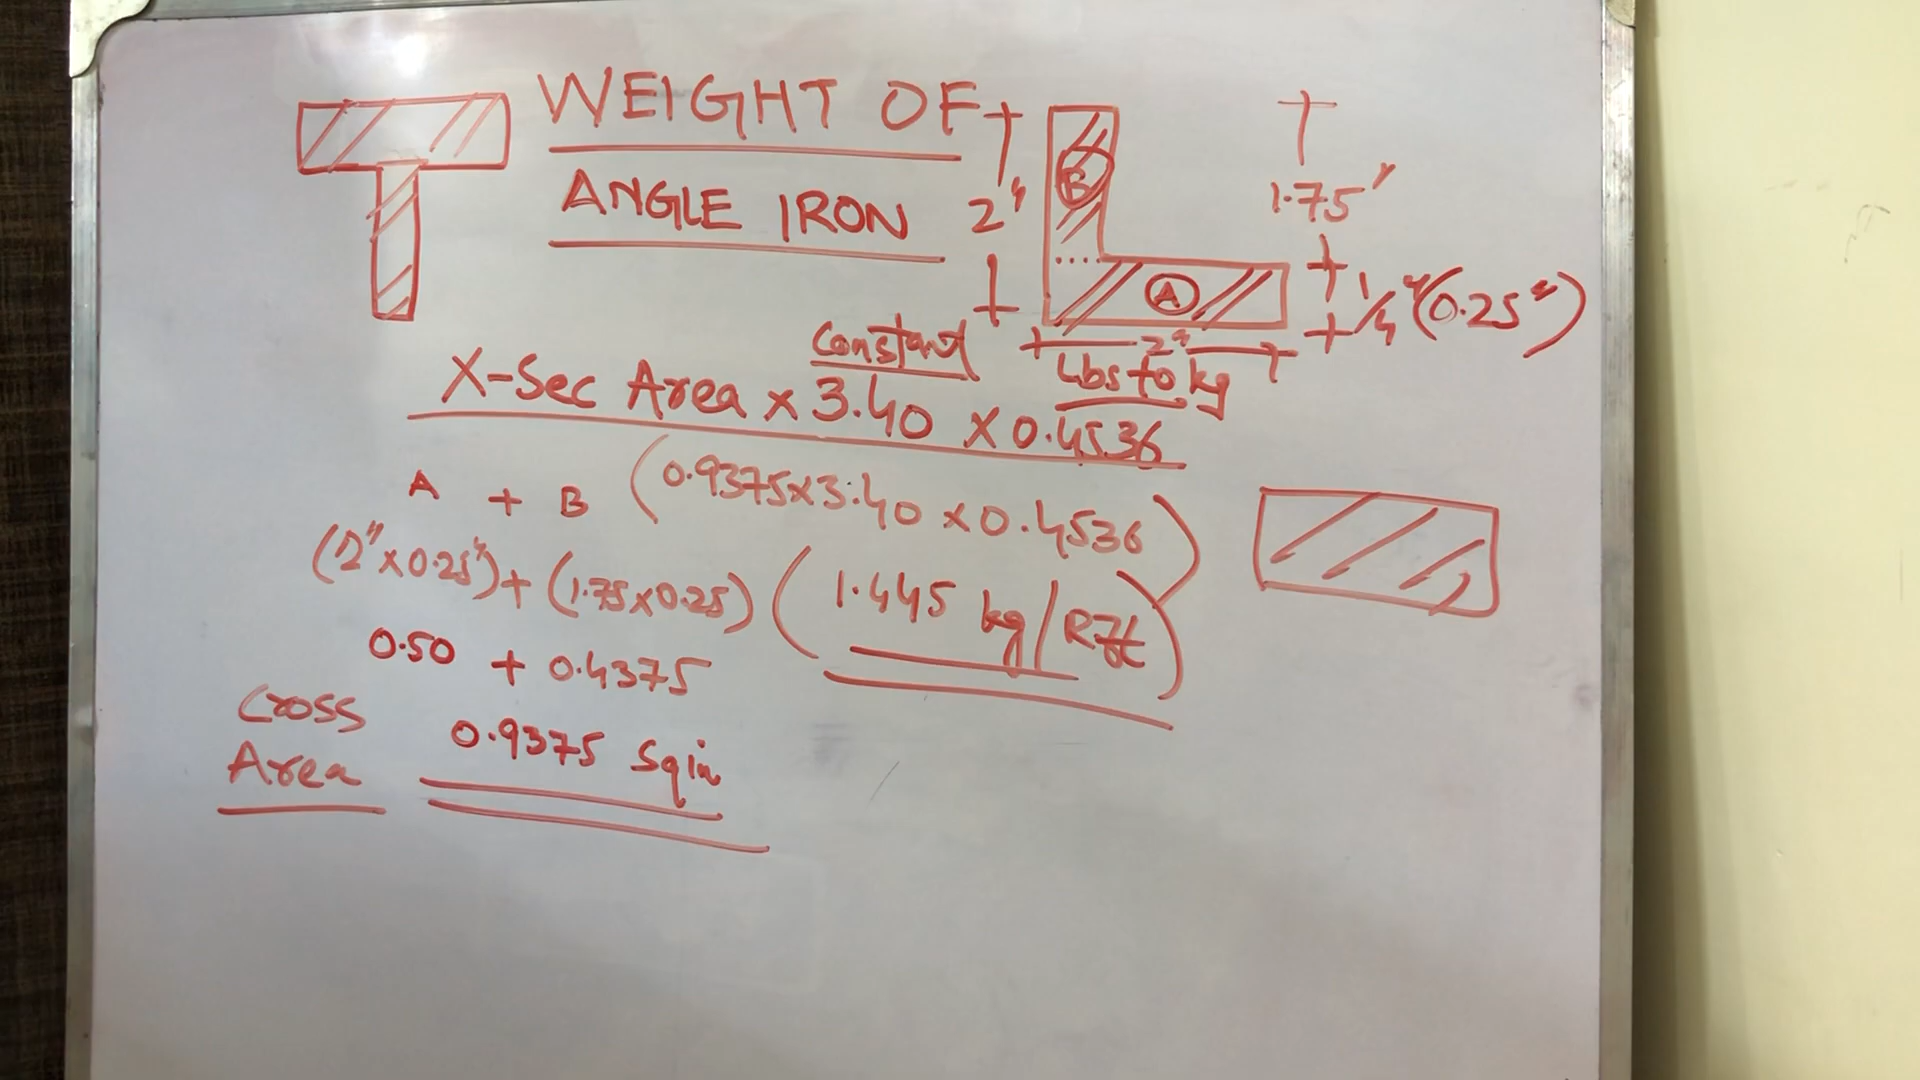 WEIGHT OF
ANGLE IRON
2"
B
1.75"
A
1/4" (0.25")
2"
Constant
Lbs to kg
X-Sec Area x 3.40 x 0.4536
A + B (0.9375x3.40 x0.4536)
(2"x0.25")+(1.75x0.25) (1.445 kg/Rft)
0.50 + 0.4375
Cross Area
0.9375 Sqin